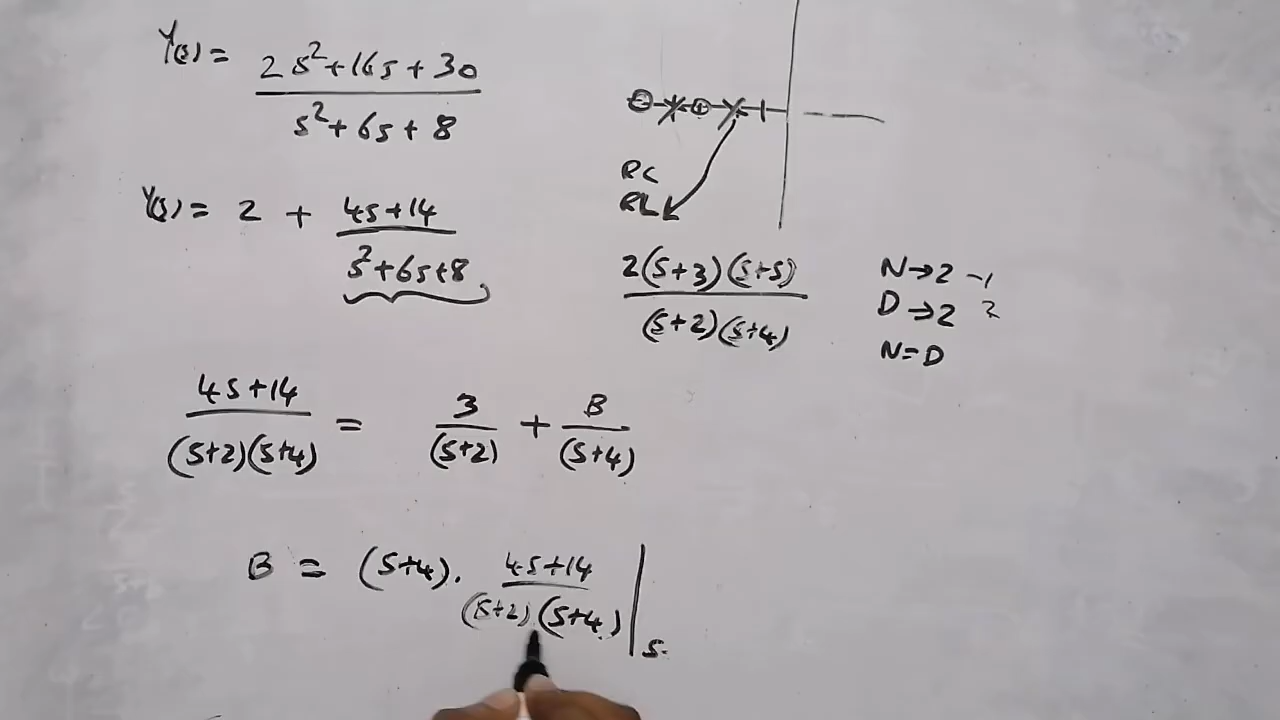 Y(s) = 2s²+16s+30 / s²+6s+8
Y(s) = 2 + 4s+14 / s²+6s+8
RC
RL
2(s+3)(s+5) / (s+2)(s+4)
N→2 -1
D→2 2
N=D
4s+14 / (s+2)(s+4) = 3 / (s+2) + B / (s+4)
B = (s+4). 4s+14 / (s+2)(s+4) | s-